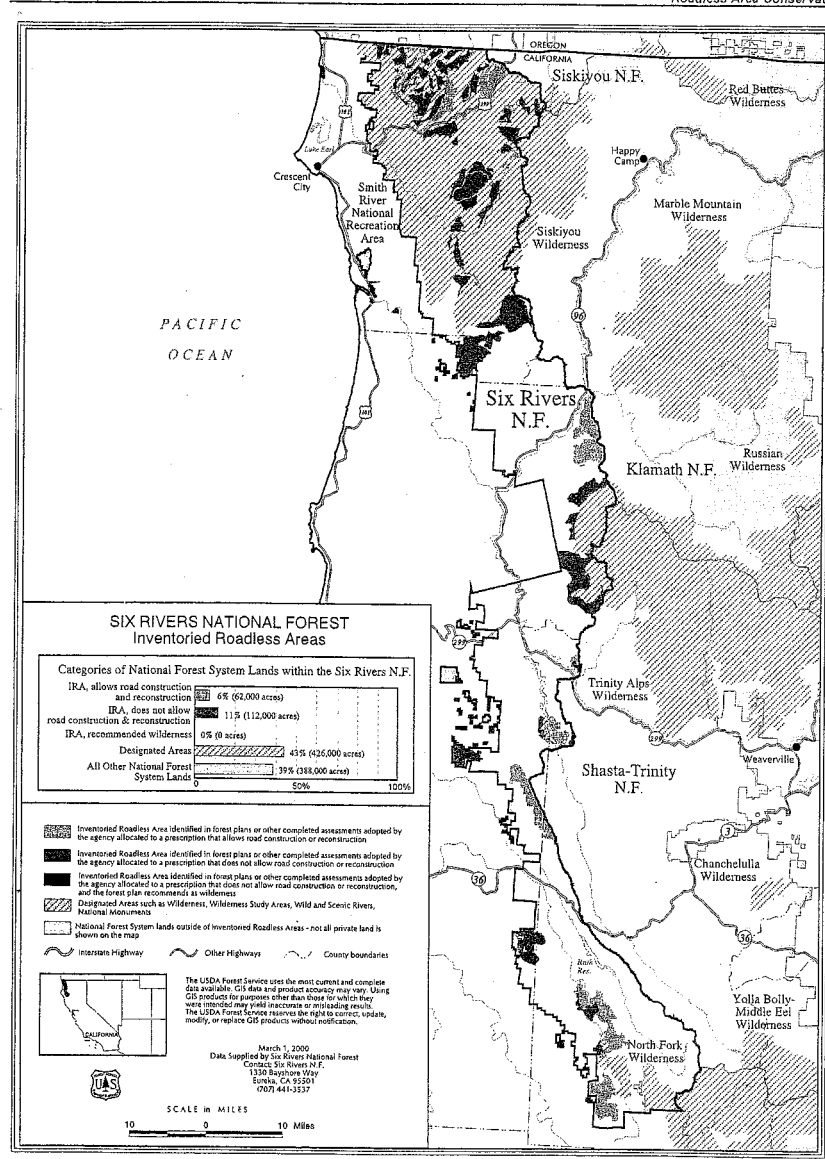 Roadless Area Conservat
OREGON
CALIFORNIA
Siskiyou N.F.
Red Buttes
Wilderness
199
101
Lake Earl
Happy
Camp
Crescent
City
Smith
River
National
Recreation
Area
Marble Mountain
Wilderness
Siskiyou
Wilderness
PACIFIC
OCEAN
96
Six Rivers
N.F.
101
Klamath N.F.
Russian
Wilderness
299
Trinity Alps
Wilderness
299
Weaverville
Shasta-Trinity
N.F.
3
Chanchelulla
Wilderness
36
36
Ruth
Res.
Yolla Bolly-
Middle Eel
Wilderness
North Fork
Wilderness
SIX RIVERS NATIONAL FOREST
Inventoried Roadless Areas
Categories of National Forest System Lands within the Six Rivers N.F.
IRA, allows road construction
and reconstruction
6% (62,000 acres)
IRA, does not allow
road construction & reconstruction
11% (112,000 acres)
IRA, recommended wilderness
0% (0 acres)
Designated Areas
43% (426,000 acres)
All Other National Forest
System Lands
39% (388,000 acres)
0
50%
100%
Inventoried Roadless Area identified in forest plans or other completed assessments adopted by
the agency allocated to a prescription that allows road construction or reconstruction
Inventoried Roadless Area identified in forest plans or other completed assessments adopted by
the agency allocated to a prescription that does not allow road construction or reconstruction
Inventoried Roadless Area identified in forest plans or other completed assessments adopted by
the agency allocated to a prescription that does not allow road construction or reconstruction,
and the forest plan recommends as wilderness
Designated Areas such as Wilderness, Wilderness Study Areas, Wild and Scenic Rivers,
National Monuments
National Forest System lands outside of Inventoried Roadless Areas - not all private land is
shown on the map
Interstate Highway
Other Highways
County boundaries
CALIFORNIA
The USDA Forest Service uses the most current and complete
data available. GIS data and product accuracy may vary. Using
GIS products for purposes other than those for which they
were intended may yield inaccurate or misleading results.
The USDA Forest Service reserves the right to correct, update,
modify, or replace GIS products without notification.
March 1, 2000
Data Supplied by Six Rivers National Forest
Contact: Six Rivers N.F.
1330 Bayshore Way
Eureka, CA 95501
(707) 441-3537
U S
SCALE in MILES
10
0
10 Miles